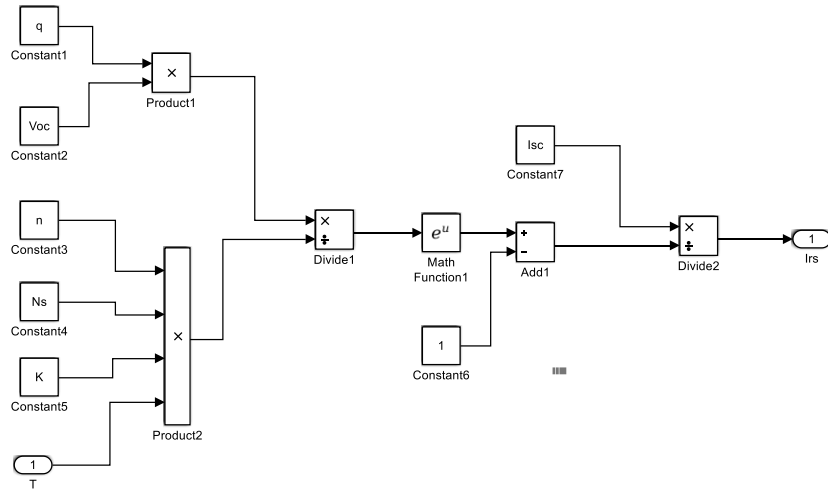 q
Constant1
×
Product1
Voc
Constant2
Isc
Constant7
n
Constant3
×
÷
Divide1
e^u
Math
Function1
+
−
Add1
×
÷
Divide2
1
Irs
Ns
Constant4
×
Product2
K
Constant5
1
Constant6
1
T